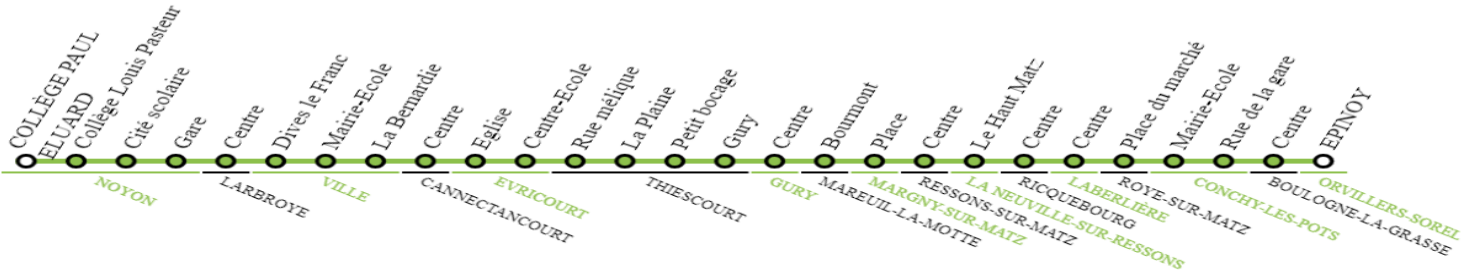 COLLÈGE PAUL
ELUARD
Collège Louis Pasteur
Cité scolaire
Gare
Centre
Dives le Franc
Mairie-Ecole
La Bernardie
Centre
Eglise
Centre-Ecole
Rue mélique
La Plaine
Petit bocage
Gury
Centre
Bourmont
Place
Centre
Le Haut Matz
Centre
Centre
Place du marché
Mairie-Ecole
Rue de la gare
Centre
EPINOY
NOYON
LARBROYE
VILLE
CANNECTANCOURT
EVRICOURT
THIESCOURT
GURY
MAREUIL-LA-MOTTE
MARGNY-SUR-MATZ
RESSONS-SUR-MATZ
LA NEUVILLE-SUR-RESSONS
RICQUEBOURG
LABERLIÈRE
ROYE-SUR-MATZ
CONCHY-LES-POTS
BOULOGNE-LA-GRASSE
ORVILLERS-SOREL